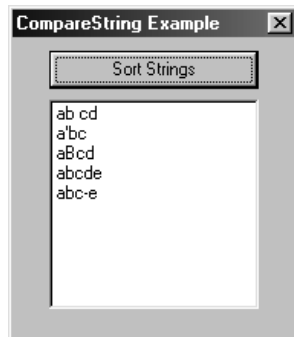 CompareString Example
Sort Strings
ab cd
a'bc
aBcd
abcde
abc-e